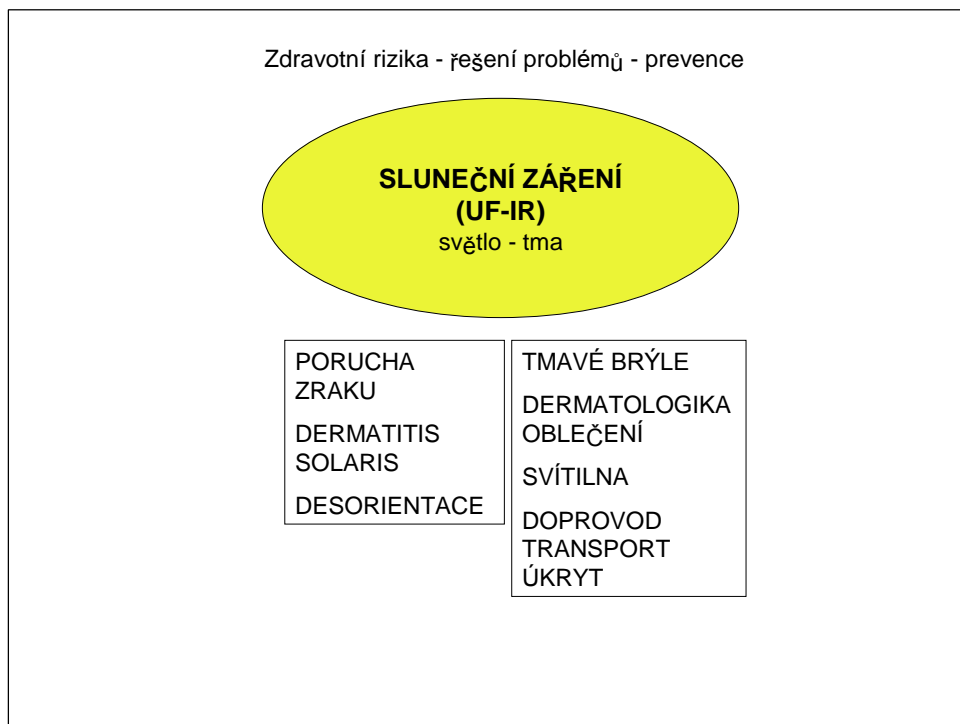 Zdravotní rizika - řešení problémů - prevence
SLUNEČNÍ ZÁŘENÍ
(UF-IR)
světlo - tma
PORUCHA
ZRAKU
DERMATITIS
SOLARIS
DESORIENTACE
TMAVÉ BRÝLE
DERMATOLOGIKA
OBLEČENÍ
SVÍTILNA
DOPROVOD
TRANSPORT
ÚKRYT